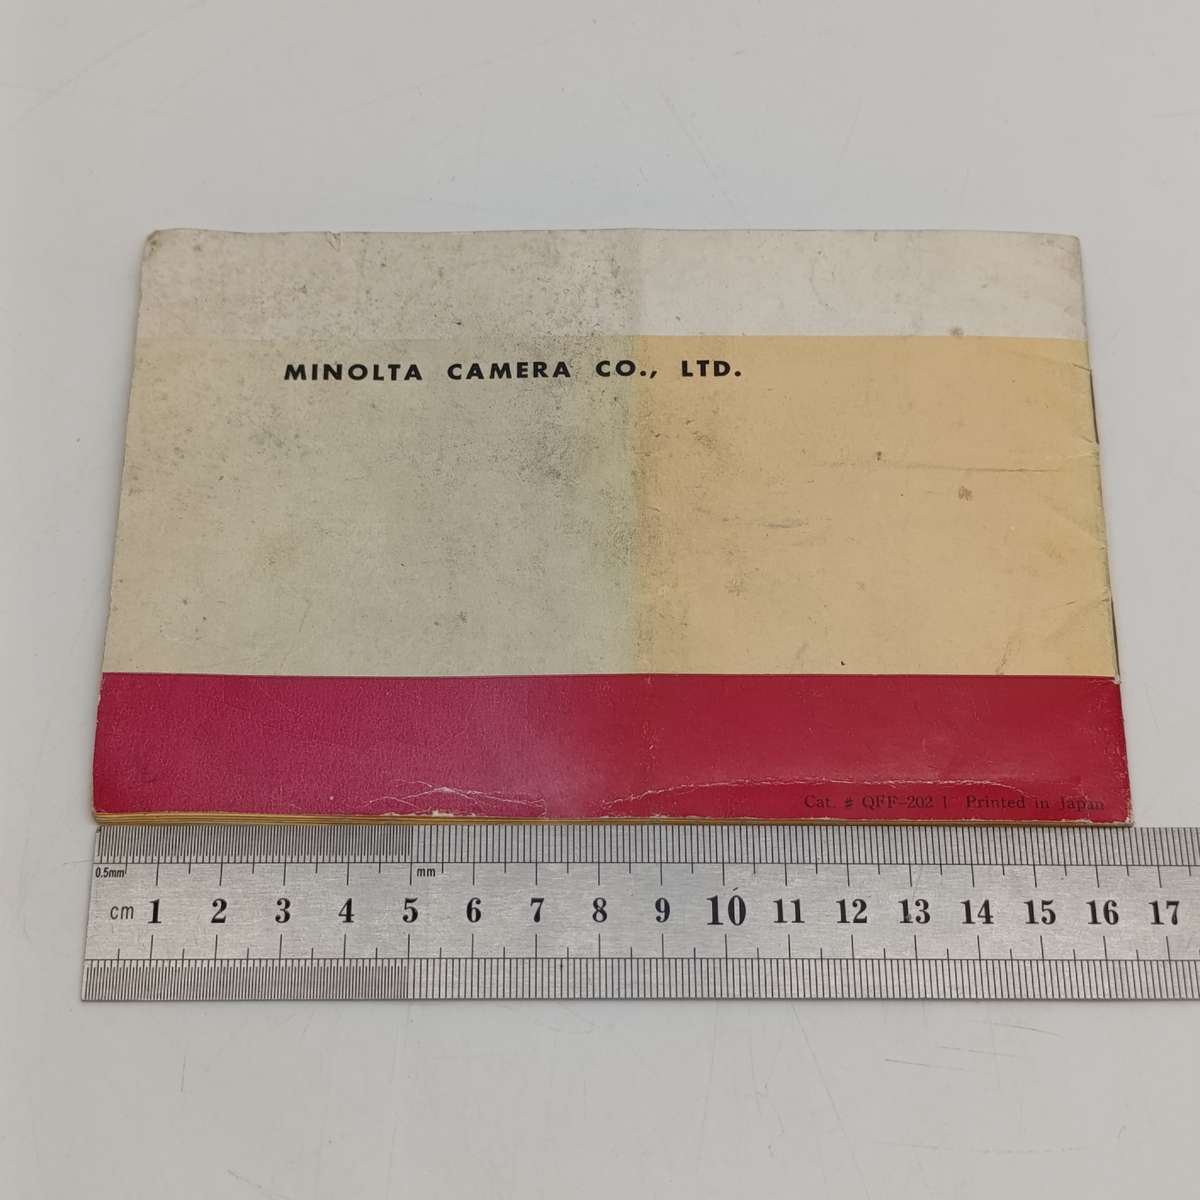 MINOLTA CAMERA CO., LTD.
Cat. # QFF-202 1 Printed in Japan
0.5mm mm
cm 1 2 3 4 5 6 7 8 9 10 11 12 13 14 15 16 17